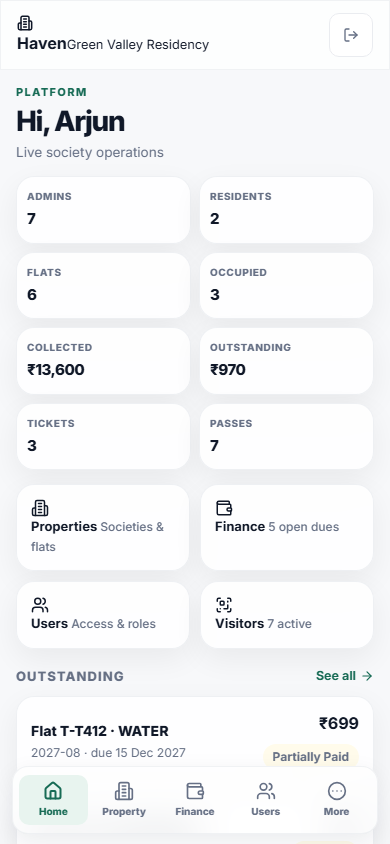 HavenGreen Valley Residency
PLATFORM
Hi, Arjun
Live society operations
ADMINS
7
RESIDENTS
2
FLATS
6
OCCUPIED
3
COLLECTED
₹13,600
OUTSTANDING
₹970
TICKETS
3
PASSES
7
Properties Societies &
flats
Finance 5 open dues
Users Access & roles
Visitors 7 active
OUTSTANDING
See all →
Flat T-T412 · WATER
₹699
2027-08 · due 15 Dec 2027
Partially Paid
Home
Property
Finance
Users
More